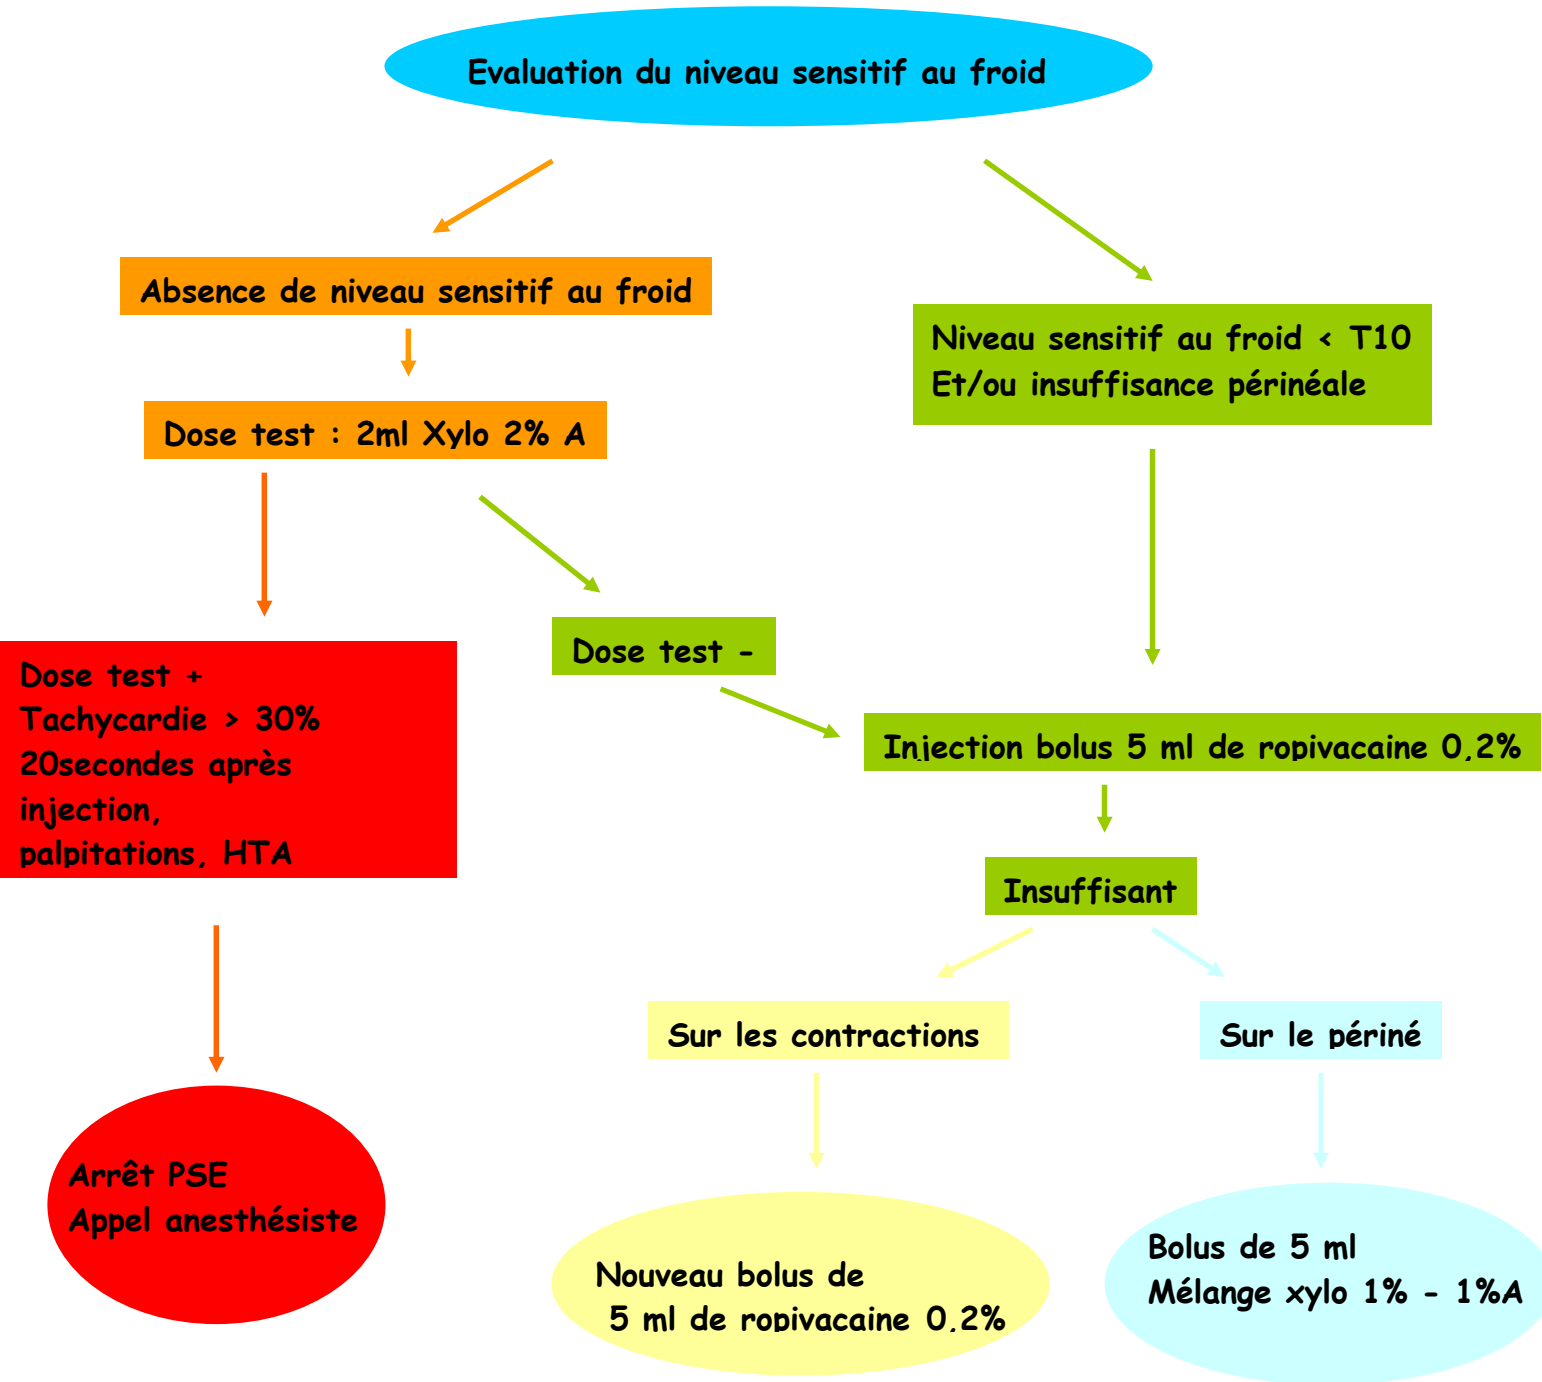 Evaluation du niveau sensitif au froid
Absence de niveau sensitif au froid
Niveau sensitif au froid < T10
Et/ou insuffisance périnéale
Dose test : 2ml Xylo 2% A
Dose test -
Dose test +
Tachycardie > 30%
20secondes après
injection,
palpitations, HTA
Injection bolus 5 ml de ropivacaine 0,2%
Insuffisant
Sur les contractions
Sur le périné
Arrêt PSE
Appel anesthésiste
Nouveau bolus de
5 ml de ropivacaine 0,2%
Bolus de 5 ml
Mélange xylo 1% - 1%A